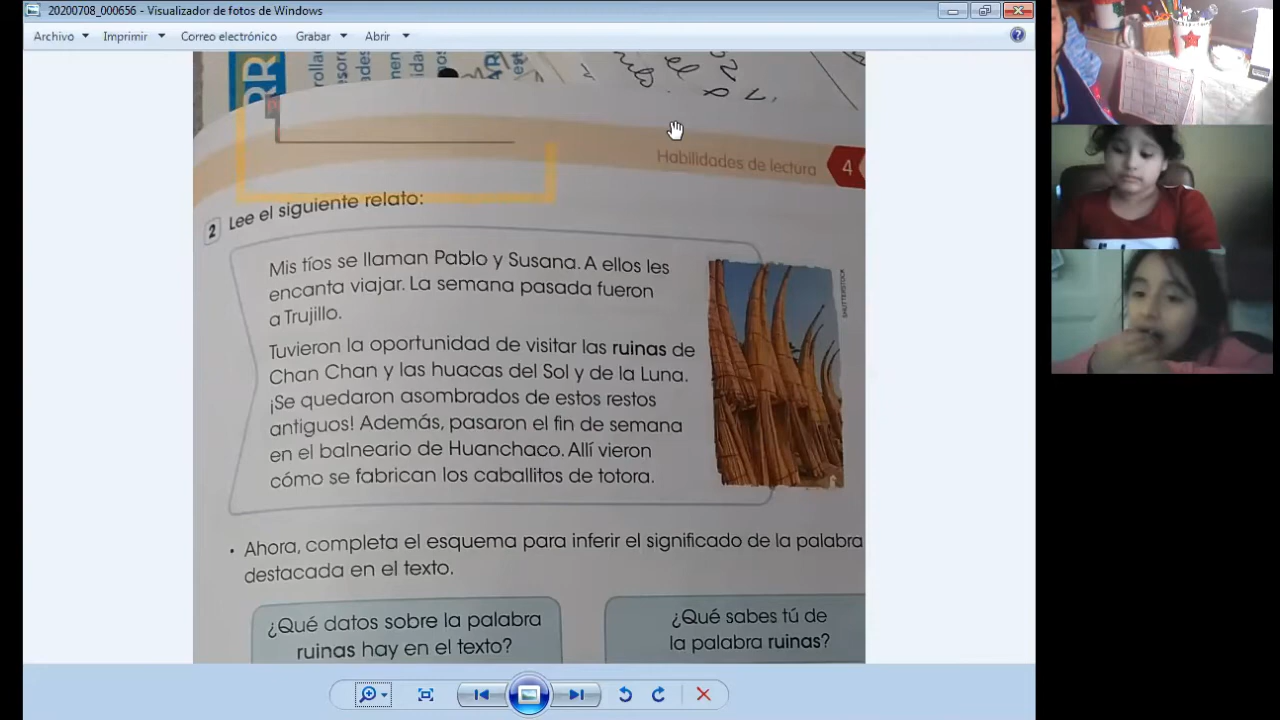 20200708_000656 - Visualizador de fotos de Windows
Archivo Imprimir Correo electrónico Grabar Abrir
RR
el
Habilidades de lectura 4
2 Lee el siguiente relato:
Mis tíos se llaman Pablo y Susana. A ellos les
encanta viajar. La semana pasada fueron
a Trujillo.
Tuvieron la oportunidad de visitar las ruinas de
Chan Chan y las huacas del Sol y de la Luna.
¡Se quedaron asombrados de estos restos
antiguos! Además, pasaron el fin de semana
en el balneario de Huanchaco. Allí vieron
cómo se fabrican los caballitos de totora.
SHUTTERSTOCK
• Ahora, completa el esquema para inferir el significado de la palabra
destacada en el texto.
¿Qué datos sobre la palabra
ruinas hay en el texto?
¿Qué sabes tú de
la palabra ruinas?